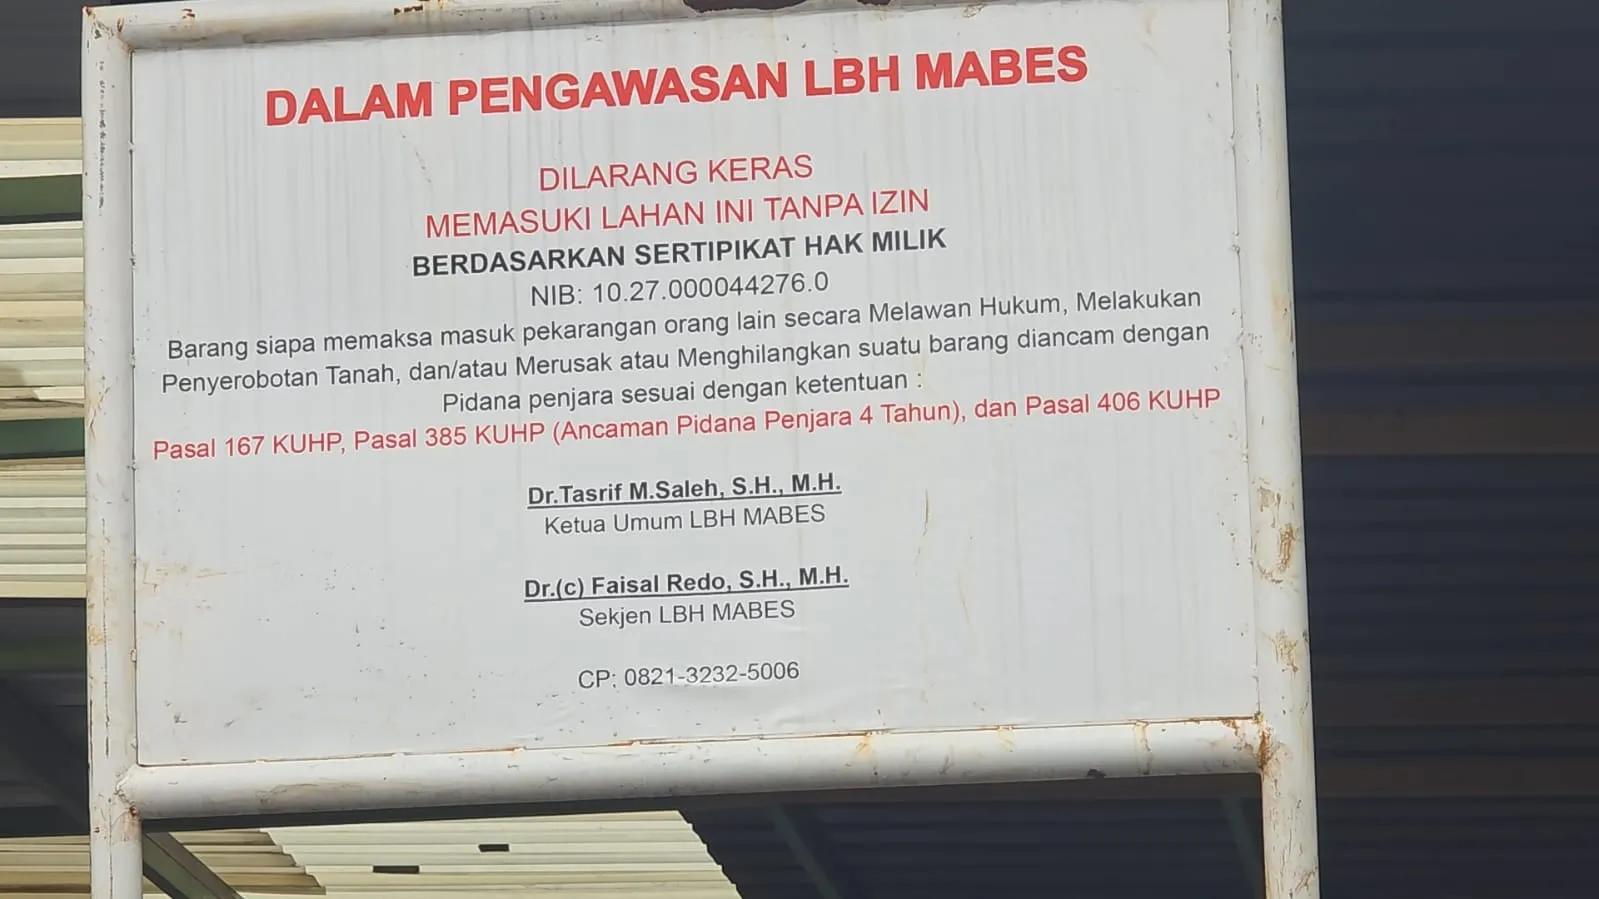 DALAM PENGAWASAN LBH MABES
DILARANG KERAS
MEMASUKI LAHAN INI TANPA IZIN
BERDASARKAN SERTIPIKAT HAK MILIK
NIB: 10.27.000044276.0
Barang siapa memaksa masuk pekarangan orang lain secara Melawan Hukum, Melakukan
Penyerobotan Tanah, dan/atau Merusak atau Menghilangkan suatu barang diancam dengan
Pidana penjara sesuai dengan ketentuan :
Pasal 167 KUHP, Pasal 385 KUHP (Ancaman Pidana Penjara 4 Tahun), dan Pasal 406 KUHP
Dr.Tasrif M.Saleh, S.H., M.H.
Ketua Umum LBH MABES
Dr.(c) Faisal Redo, S.H., M.H.
Sekjen LBH MABES
CP: 0821-3232-5006